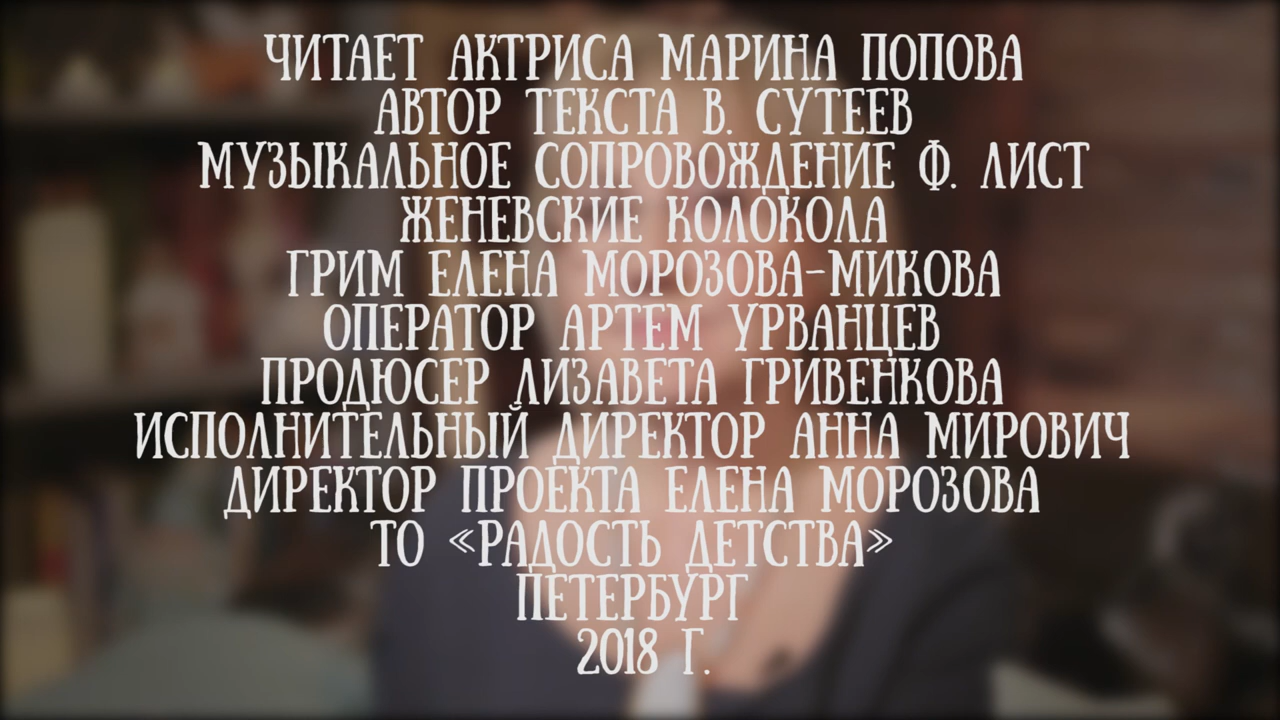 ЧИТАЕТ АКТРИСА МАРИНА ПОПОВА
АВТОР ТЕКСТА В. СУТЕЕВ
МУЗЫКАЛЬНОЕ СОПРОВОЖДЕНИЕ Ф. ЛИСТ
ЖЕНЕВСКИЕ КОЛОКОЛА
ГРИМ ЕЛЕНА МОРОЗОВА-МИКОВА
ОПЕРАТОР АРТЕМ УРВАНЦЕВ
ПРОДЮСЕР ЛИЗАВЕТА ГРИВЕНКОВА
ИСПОЛНИТЕЛЬНЫЙ ДИРЕКТОР АННА МИРОВИЧ
ДИРЕКТОР ПРОЕКТА ЕЛЕНА МОРОЗОВА
ТО «РАДОСТЬ ДЕТСТВА»
ПЕТЕРБУРГ
2018 Г.